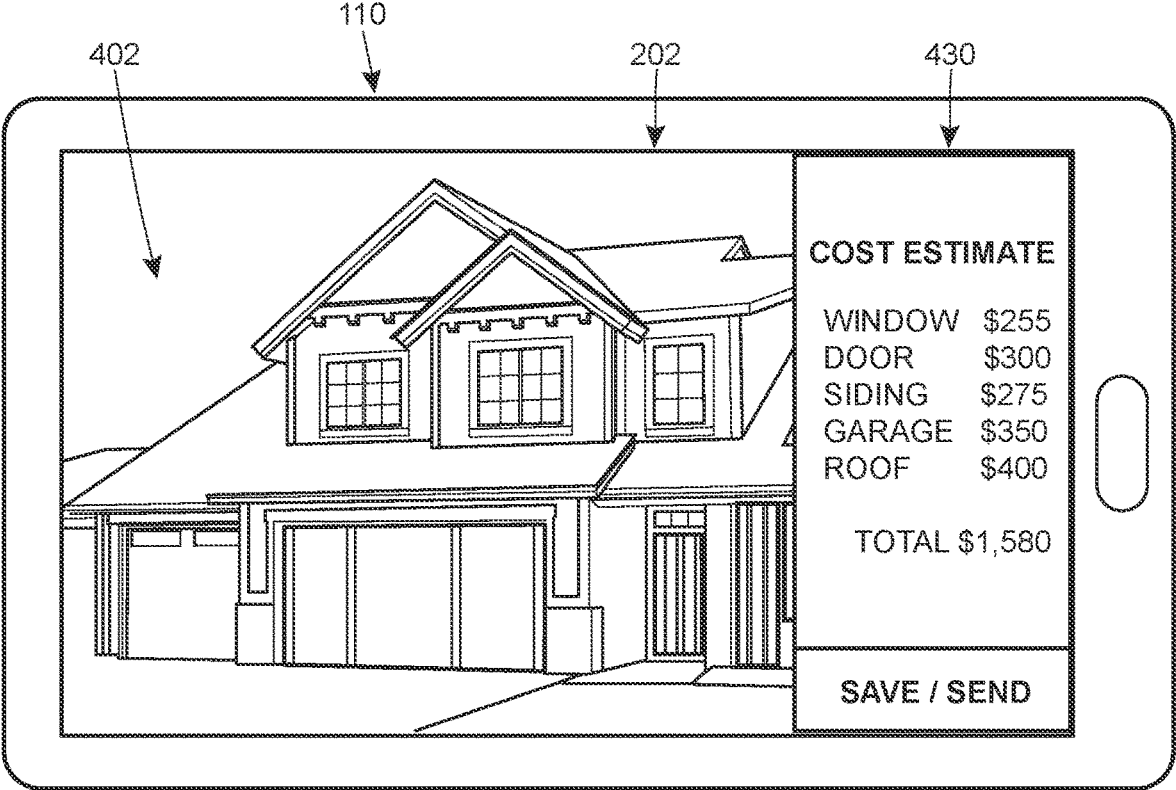 110
402
202
430
COST ESTIMATE
WINDOW $255
DOOR $300
SIDING $275
GARAGE $350
ROOF $400
TOTAL $1,580
SAVE / SEND